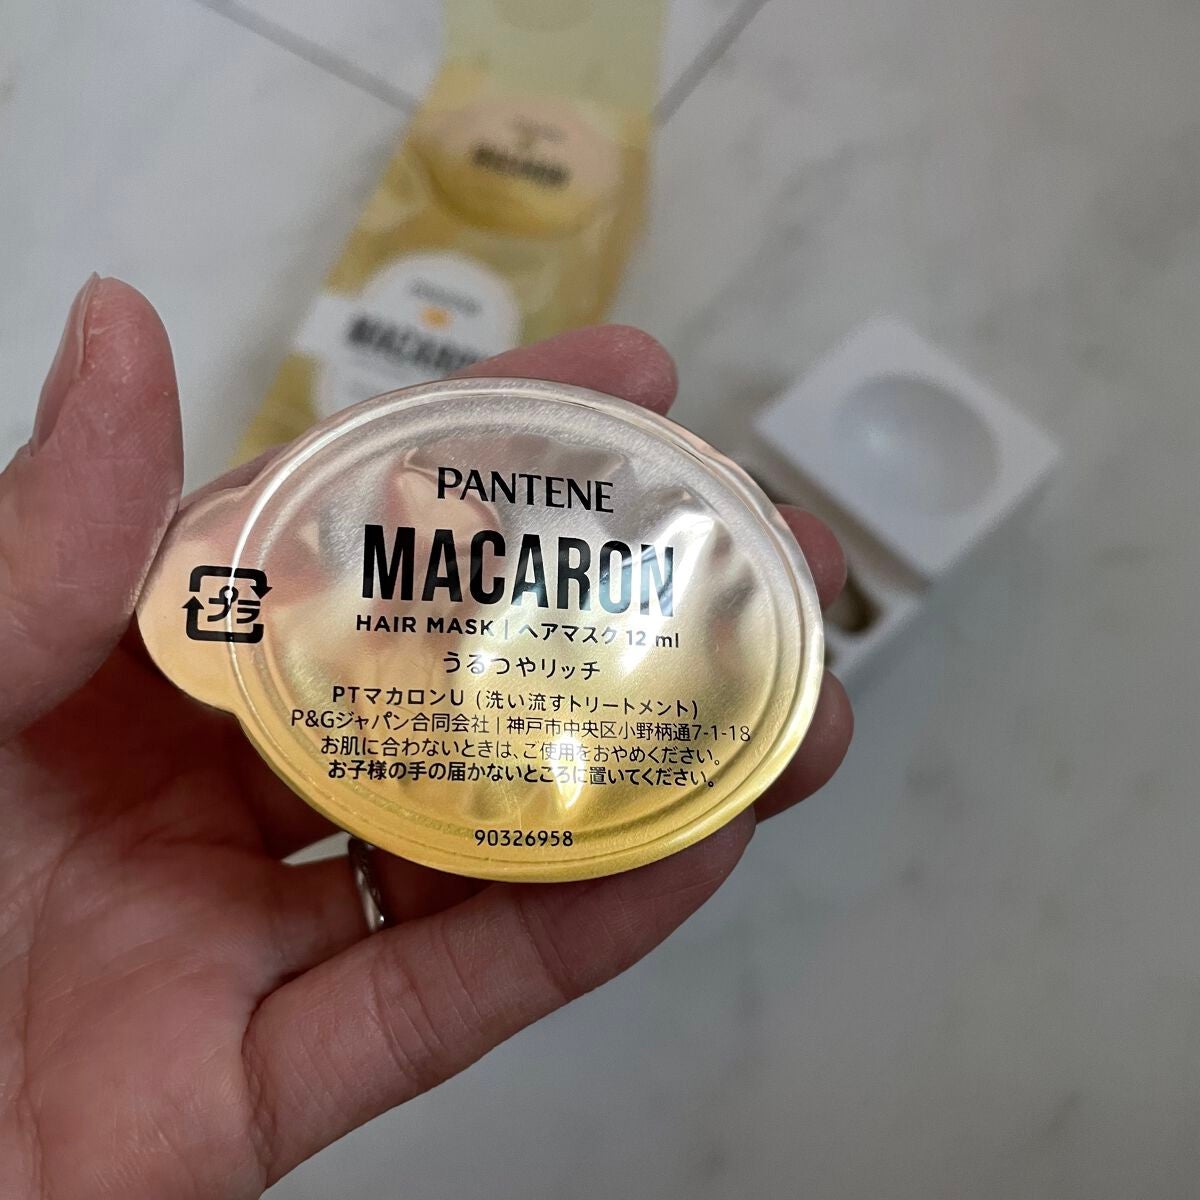 PANTENE
MACARON
HAIR MASK | ヘアマスク 12 ml
うるつやリッチ
PTマカロンU (洗い流すトリートメント)
P&Gジャパン合同会社 | 神戸市中央区小野柄通7-1-18
お肌に合わないときは、ご使用をおやめください。
お子様の手の届かないところに置いてください。
90326958
プラ
MACARON
MACARON